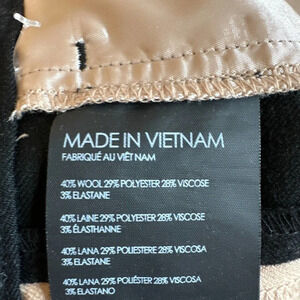 MADE IN VIETNAM
FABRIQUÉ AU VIÊT NAM
40% WOOL 29% POLYESTER 28% VISCOSE
3% ELASTANE
40% LAINE 29% POLYESTER 28% VISCOSE
3% ÉLASTHANNE
40% LANA 29% POLIESTERE 28% VISCOSA
3% ELASTAN
40% LANA 29% POLIÉSTER 28% VISCOSA
3% ELASTANO